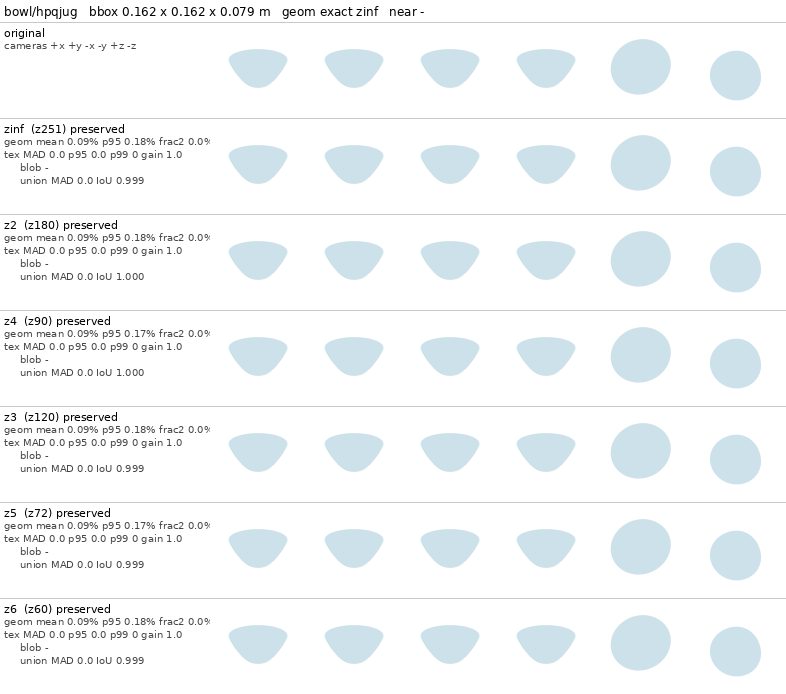 bowl/hpqjug bbox 0.162 x 0.162 x 0.079 m geom exact zinf near -
original
cameras +x +y -x -y +z -z
zinf (z251) preserved
geom mean 0.09% p95 0.18% frac2 0.0%
tex MAD 0.0 p95 0.0 p99 0 gain 1.0
blob -
union MAD 0.0 IoU 0.999
z2 (z180) preserved
geom mean 0.09% p95 0.18% frac2 0.0%
tex MAD 0.0 p95 0.0 p99 0 gain 1.0
blob -
union MAD 0.0 IoU 1.000
z4 (z90) preserved
geom mean 0.09% p95 0.17% frac2 0.0%
tex MAD 0.0 p95 0.0 p99 0 gain 1.0
blob -
union MAD 0.0 IoU 1.000
z3 (z120) preserved
geom mean 0.09% p95 0.18% frac2 0.0%
tex MAD 0.0 p95 0.0 p99 0 gain 1.0
blob -
union MAD 0.0 IoU 0.999
z5 (z72) preserved
geom mean 0.09% p95 0.17% frac2 0.0%
tex MAD 0.0 p95 0.0 p99 0 gain 1.0
blob -
union MAD 0.0 IoU 0.999
z6 (z60) preserved
geom mean 0.09% p95 0.18% frac2 0.0%
tex MAD 0.0 p95 0.0 p99 0 gain 1.0
blob -
union MAD 0.0 IoU 0.999